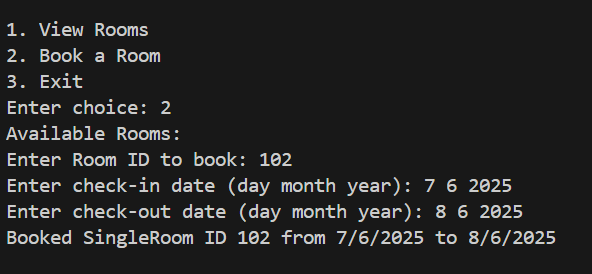 1. View Rooms
2. Book a Room
3. Exit
Enter choice: 2
Available Rooms:
Enter Room ID to book: 102
Enter check-in date (day month year): 7 6 2025
Enter check-out date (day month year): 8 6 2025
Booked SingleRoom ID 102 from 7/6/2025 to 8/6/2025